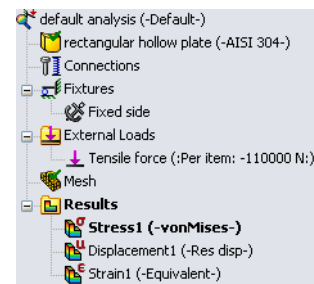 default analysis (-Default-)
rectangular hollow plate (-AISI 304-)
Connections
Fixtures
Fixed side
External Loads
Tensile force (:Per item: -110000 N:)
Mesh
Results
Stress1 (-vonMises-)
Displacement1 (-Res disp-)
Strain1 (-Equivalent-)